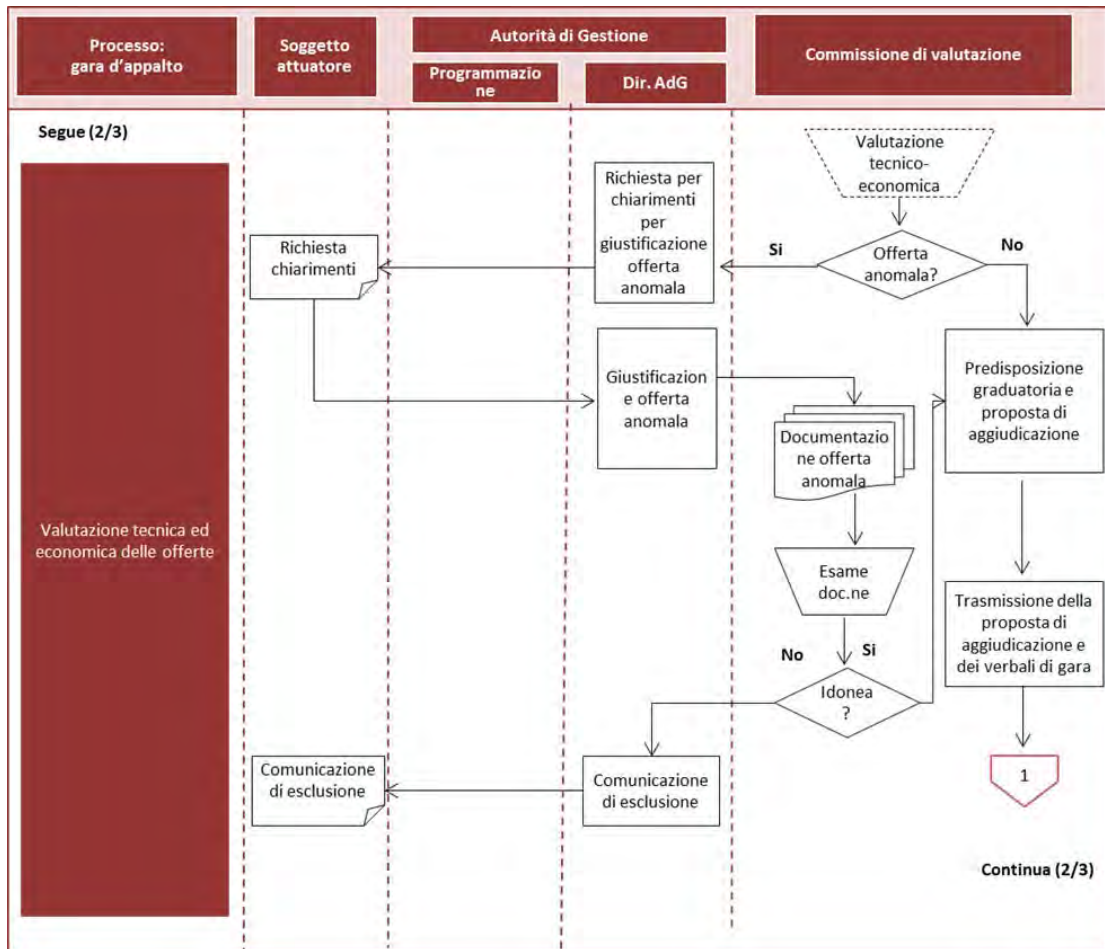 Processo:
gara d'appalto
Soggetto
attuatore
Autorità di Gestione
Programmazio
ne
Dir. AdG
Commissione di valutazione
Segue (2/3)
Valutazione tecnica ed
economica delle offerte
Valutazione
tecnico-
economica
Offerta
anomala?
Si
No
Richiesta per
chiarimenti
per
giustificazione
offerta
anomala
Richiesta
chiarimenti
Giustificazion
e offerta
anomala
Documentazio
ne offerta
anomala
Predisposizione
graduatoria e
proposta di
aggiudicazione
Esame
doc.ne
No
Si
Idonea
?
Trasmissione della
proposta di
aggiudicazione e
dei verbali di gara
Comunicazione
di esclusione
Comunicazione
di esclusione
1
Continua (2/3)